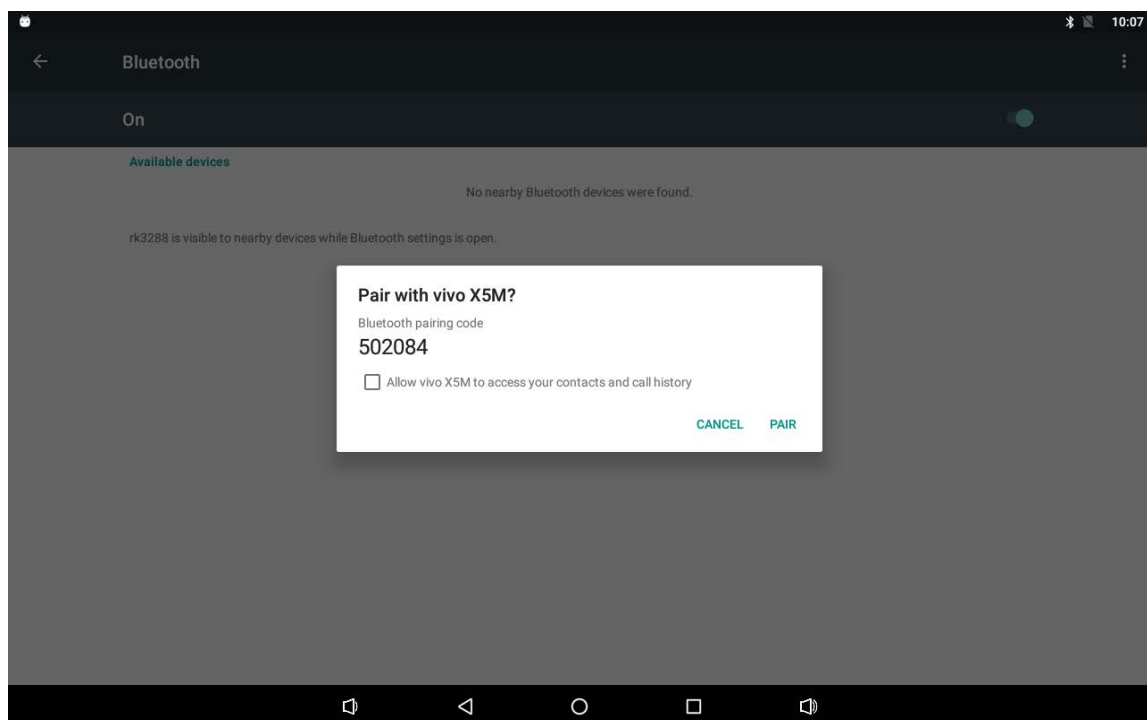 10:07
Bluetooth
On
Available devices
No nearby Bluetooth devices were found.
rk3288 is visible to nearby devices while Bluetooth settings is open.
Pair with vivo X5M?
Bluetooth pairing code
502084
Allow vivo X5M to access your contacts and call history
CANCEL PAIR